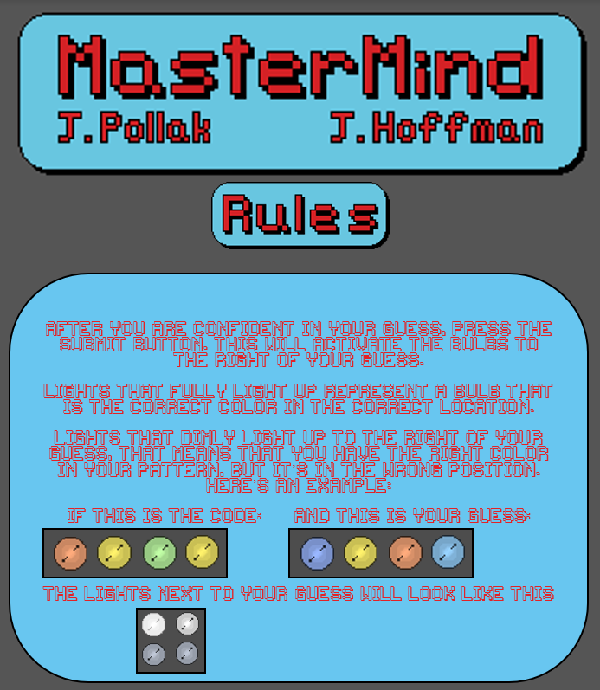 MasterMind
J.Pollak J.Hoffman
Rules
AFTER YOU ARE CONFIDENT IN YOUR GUESS, PRESS THE
SUBMIT BUTTON. THIS WILL ACTIVATE THE BULBS TO
THE RIGHT OF YOUR GUESS.
LIGHTS THAT FULLY LIGHT UP REPRESENT A BULB THAT
IS THE CORRECT COLOR IN THE CORRECT LOCATION.
LIGHTS THAT DIMLY LIGHT UP TO THE RIGHT OF YOUR
GUESS, THAT MEANS THAT YOU HAVE THE RIGHT COLOR
IN YOUR PATTERN, BUT IT'S IN THE WRONG POSITION.
HERE'S AN EXAMPLE:
IF THIS IS THE CODE: AND THIS IS YOUR GUESS:
THE LIGHTS NEXT TO YOUR GUESS WILL LOOK LIKE THIS